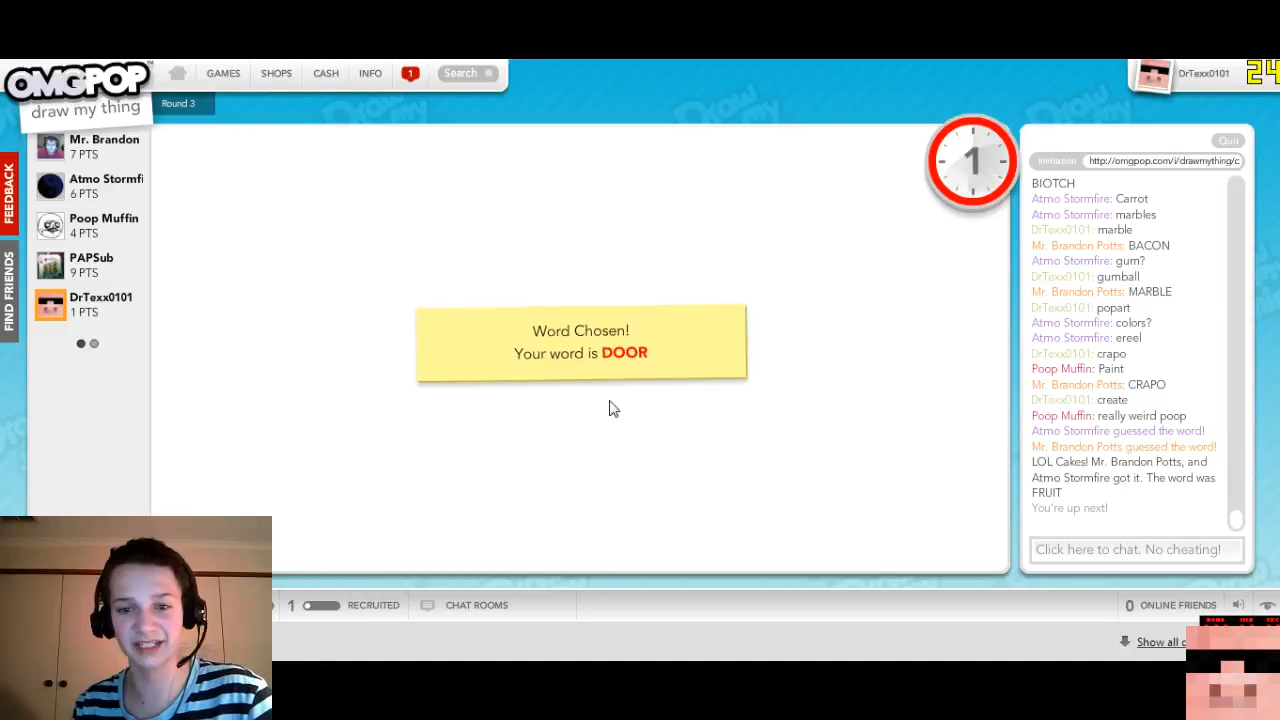 OMGPOP
draw my thing
GAMES
SHOPS
CASH
INFO
1
Search
DrTexx0101
24
Round 3
FEEDBACK
FIND FRIENDS
Mr. Brandon
7 PTS
Atmo Stormfi
6 PTS
Poop Muffin
4 PTS
PAPSub
9 PTS
DrTexx0101
1 PTS
1
Word Chosen!
Your word is DOOR
Quit
Invitation http://omgpop.com/i/drawmything/c
BIOTCH
Atmo Stormfire: Carrot
Atmo Stormfire: marbles
DrTexx0101: marble
Mr. Brandon Potts: BACON
Atmo Stormfire: gum?
DrTexx0101: gumball
Mr. Brandon Potts: MARBLE
DrTexx0101: popart
Atmo Stormfire: colors?
Atmo Stormfire: ereel
DrTexx0101: crapo
Poop Muffin: Paint
Mr. Brandon Potts: CRAPO
DrTexx0101: create
Poop Muffin: really weird poop
Atmo Stormfire guessed the word!
Mr. Brandon Potts guessed the word!
LOL Cakes! Mr. Brandon Potts, and
Atmo Stormfire got it. The word was
FRUIT
You're up next!
Click here to chat. No cheating!
1 RECRUITED
CHAT ROOMS
0 ONLINE FRIENDS
Show all